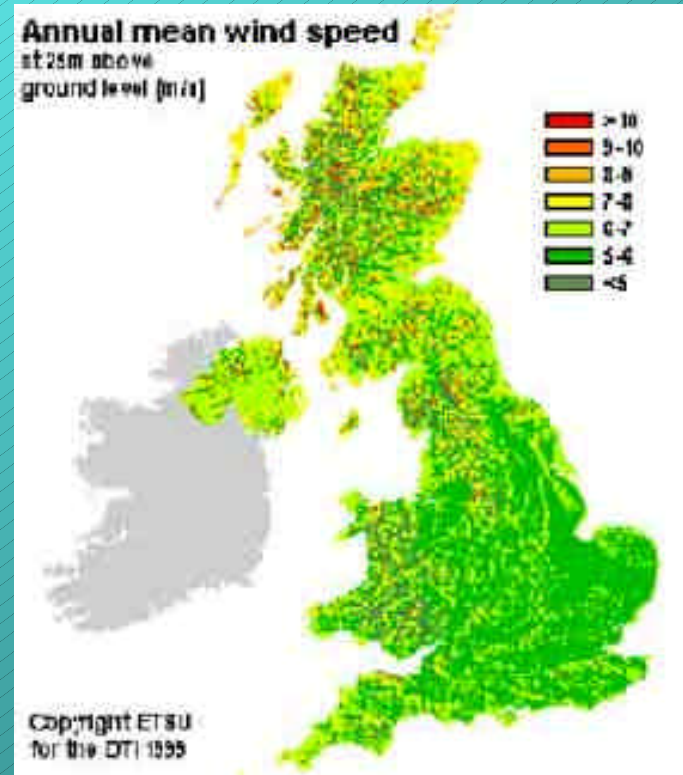 Annual mean wind speed
at 25m above
ground level [m/s]
>10
9-10
8-9
7-8
6-7
5-6
<5
Copyright ETSU
for the DTI 1999